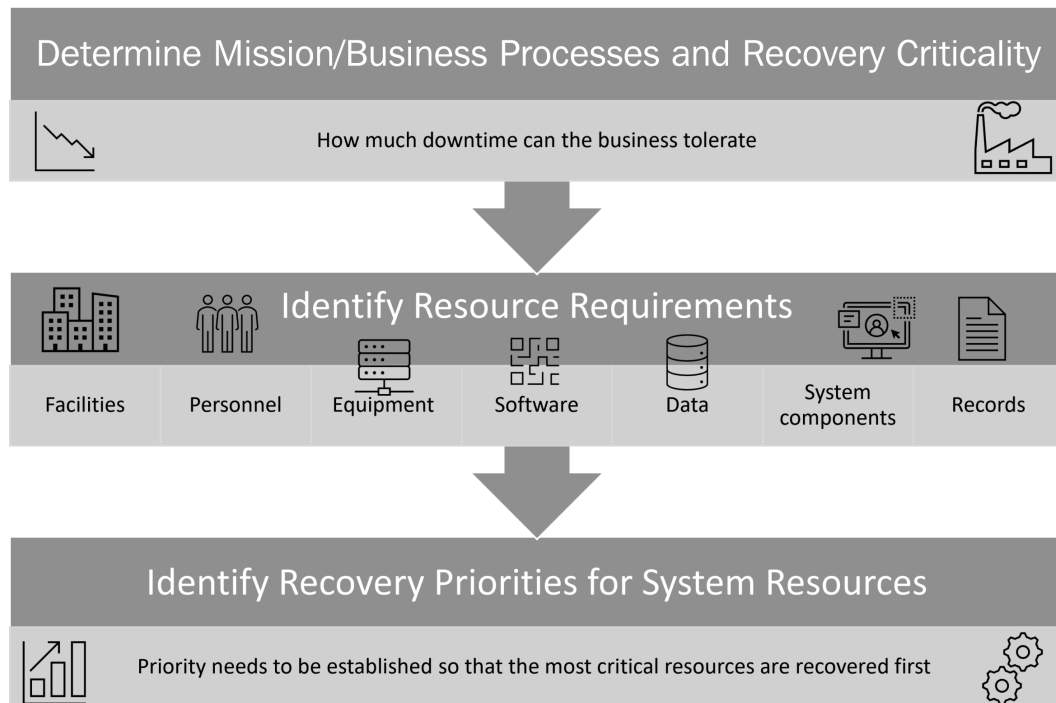 Determine Mission/Business Processes and Recovery Criticality
How much downtime can the business tolerate
Identify Resource Requirements
Facilities
Personnel
Equipment
Software
Data
System
components
Records
Identify Recovery Priorities for System Resources
Priority needs to be established so that the most critical resources are recovered first